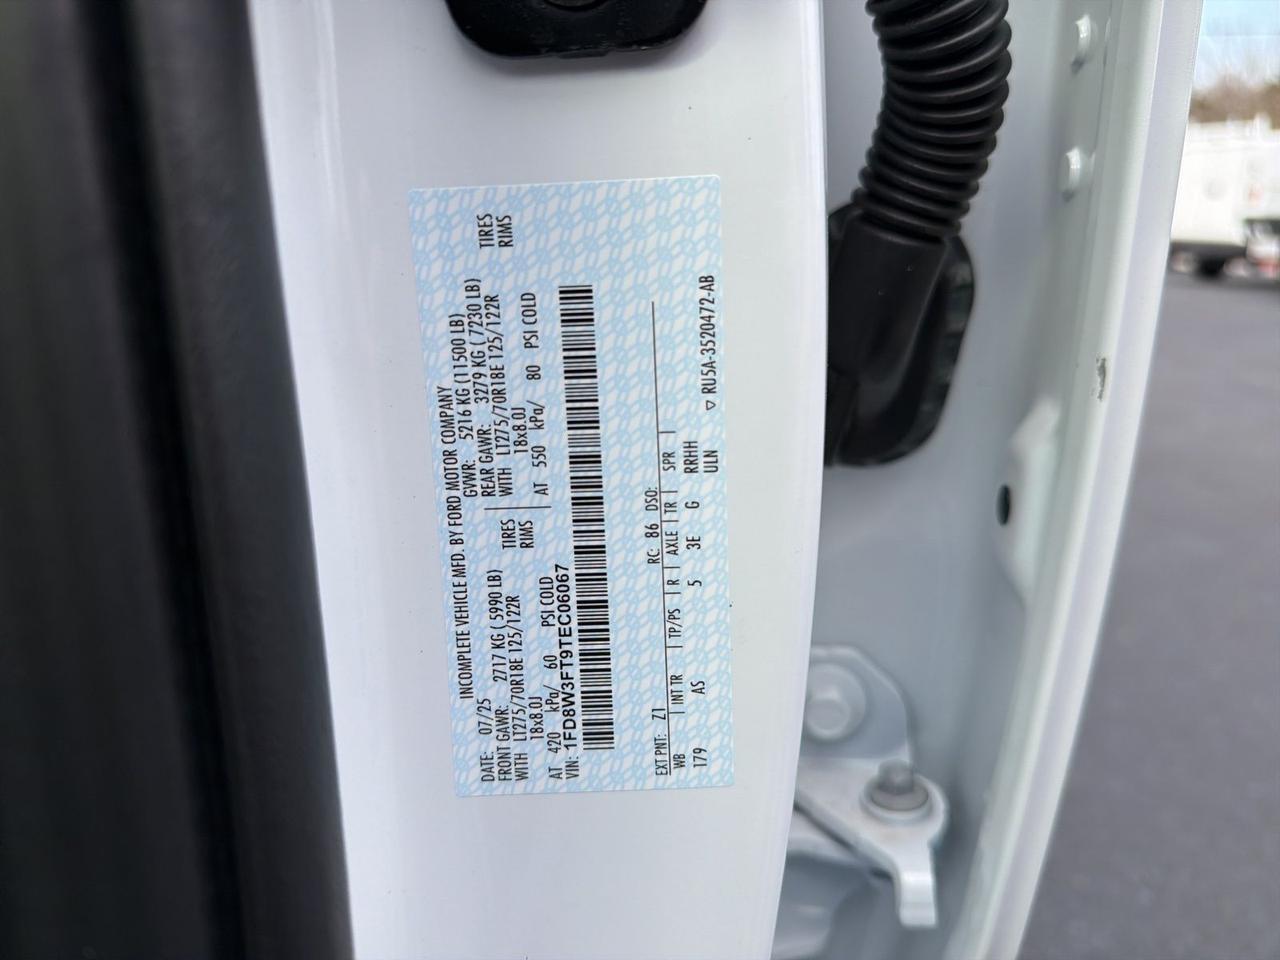 INCOMPLETE VEHICLE MFD. BY FORD MOTOR COMPANY
DATE: 07/25 GVWR: 5216 KG (11500 LB)
FRONT GAWR: 2717 KG ( 5990 LB) REAR GAWR: 3279 KG ( 7230 LB)
WITH LT275/70R18E 125/122R TIRES WITH LT275/70R18E 125/122R TIRES
18x8.0J RIMS 18x8.0J RIMS
AT 420 kPa/ 60 PSI COLD AT 550 kPa/ 80 PSI COLD
VIN: 1FD8W3FT9TEC06067
EXT PNT: Z1 RC: 86 DSO:
WB INT TR TP/PS R AXLE TR SPR
179 AS 5 3E G RRHH
ULN ▽ RU5A-3520472-AB